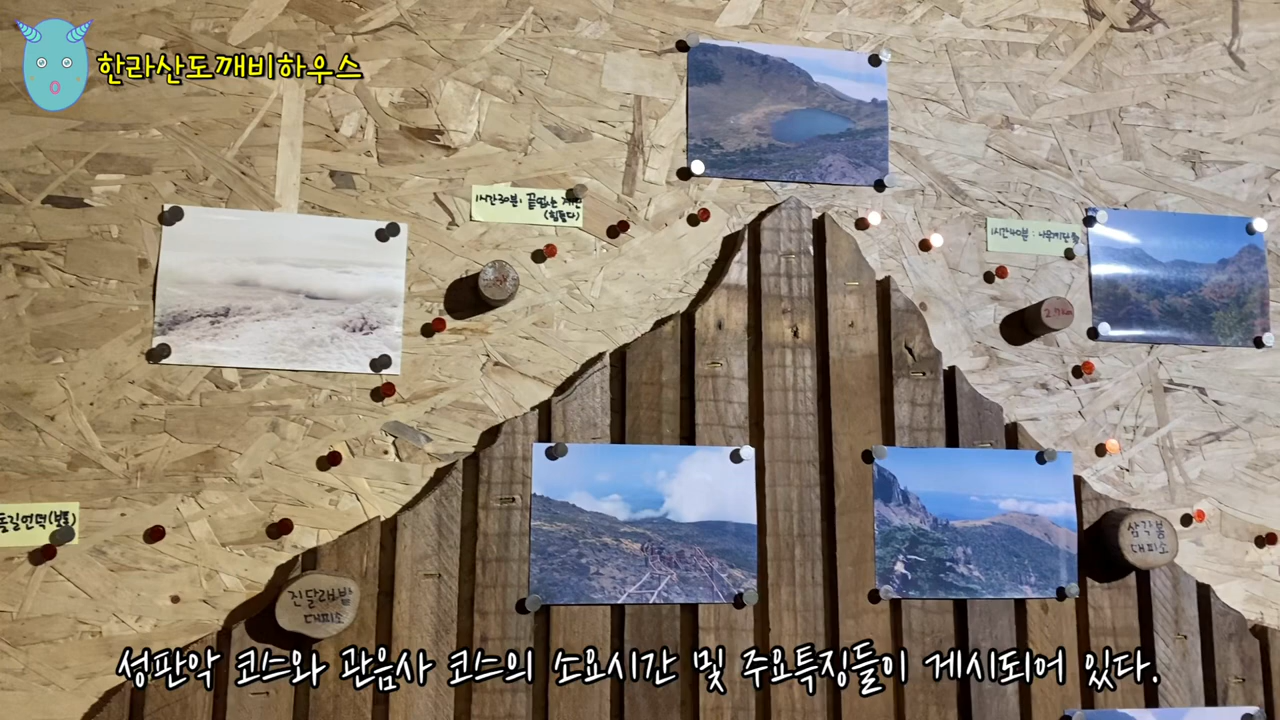 한라산도깨비하우스
1시간30분: 끝없는 계단
(힘들다)
1시간40분 : 나무계단등
2.7km
돌길언덕(보통)
진달래밭
대피소
삼각봉
대피소
성판악 코스와 관음사 코스의 소요시간 및 주요특징들이 게시되어 있다.